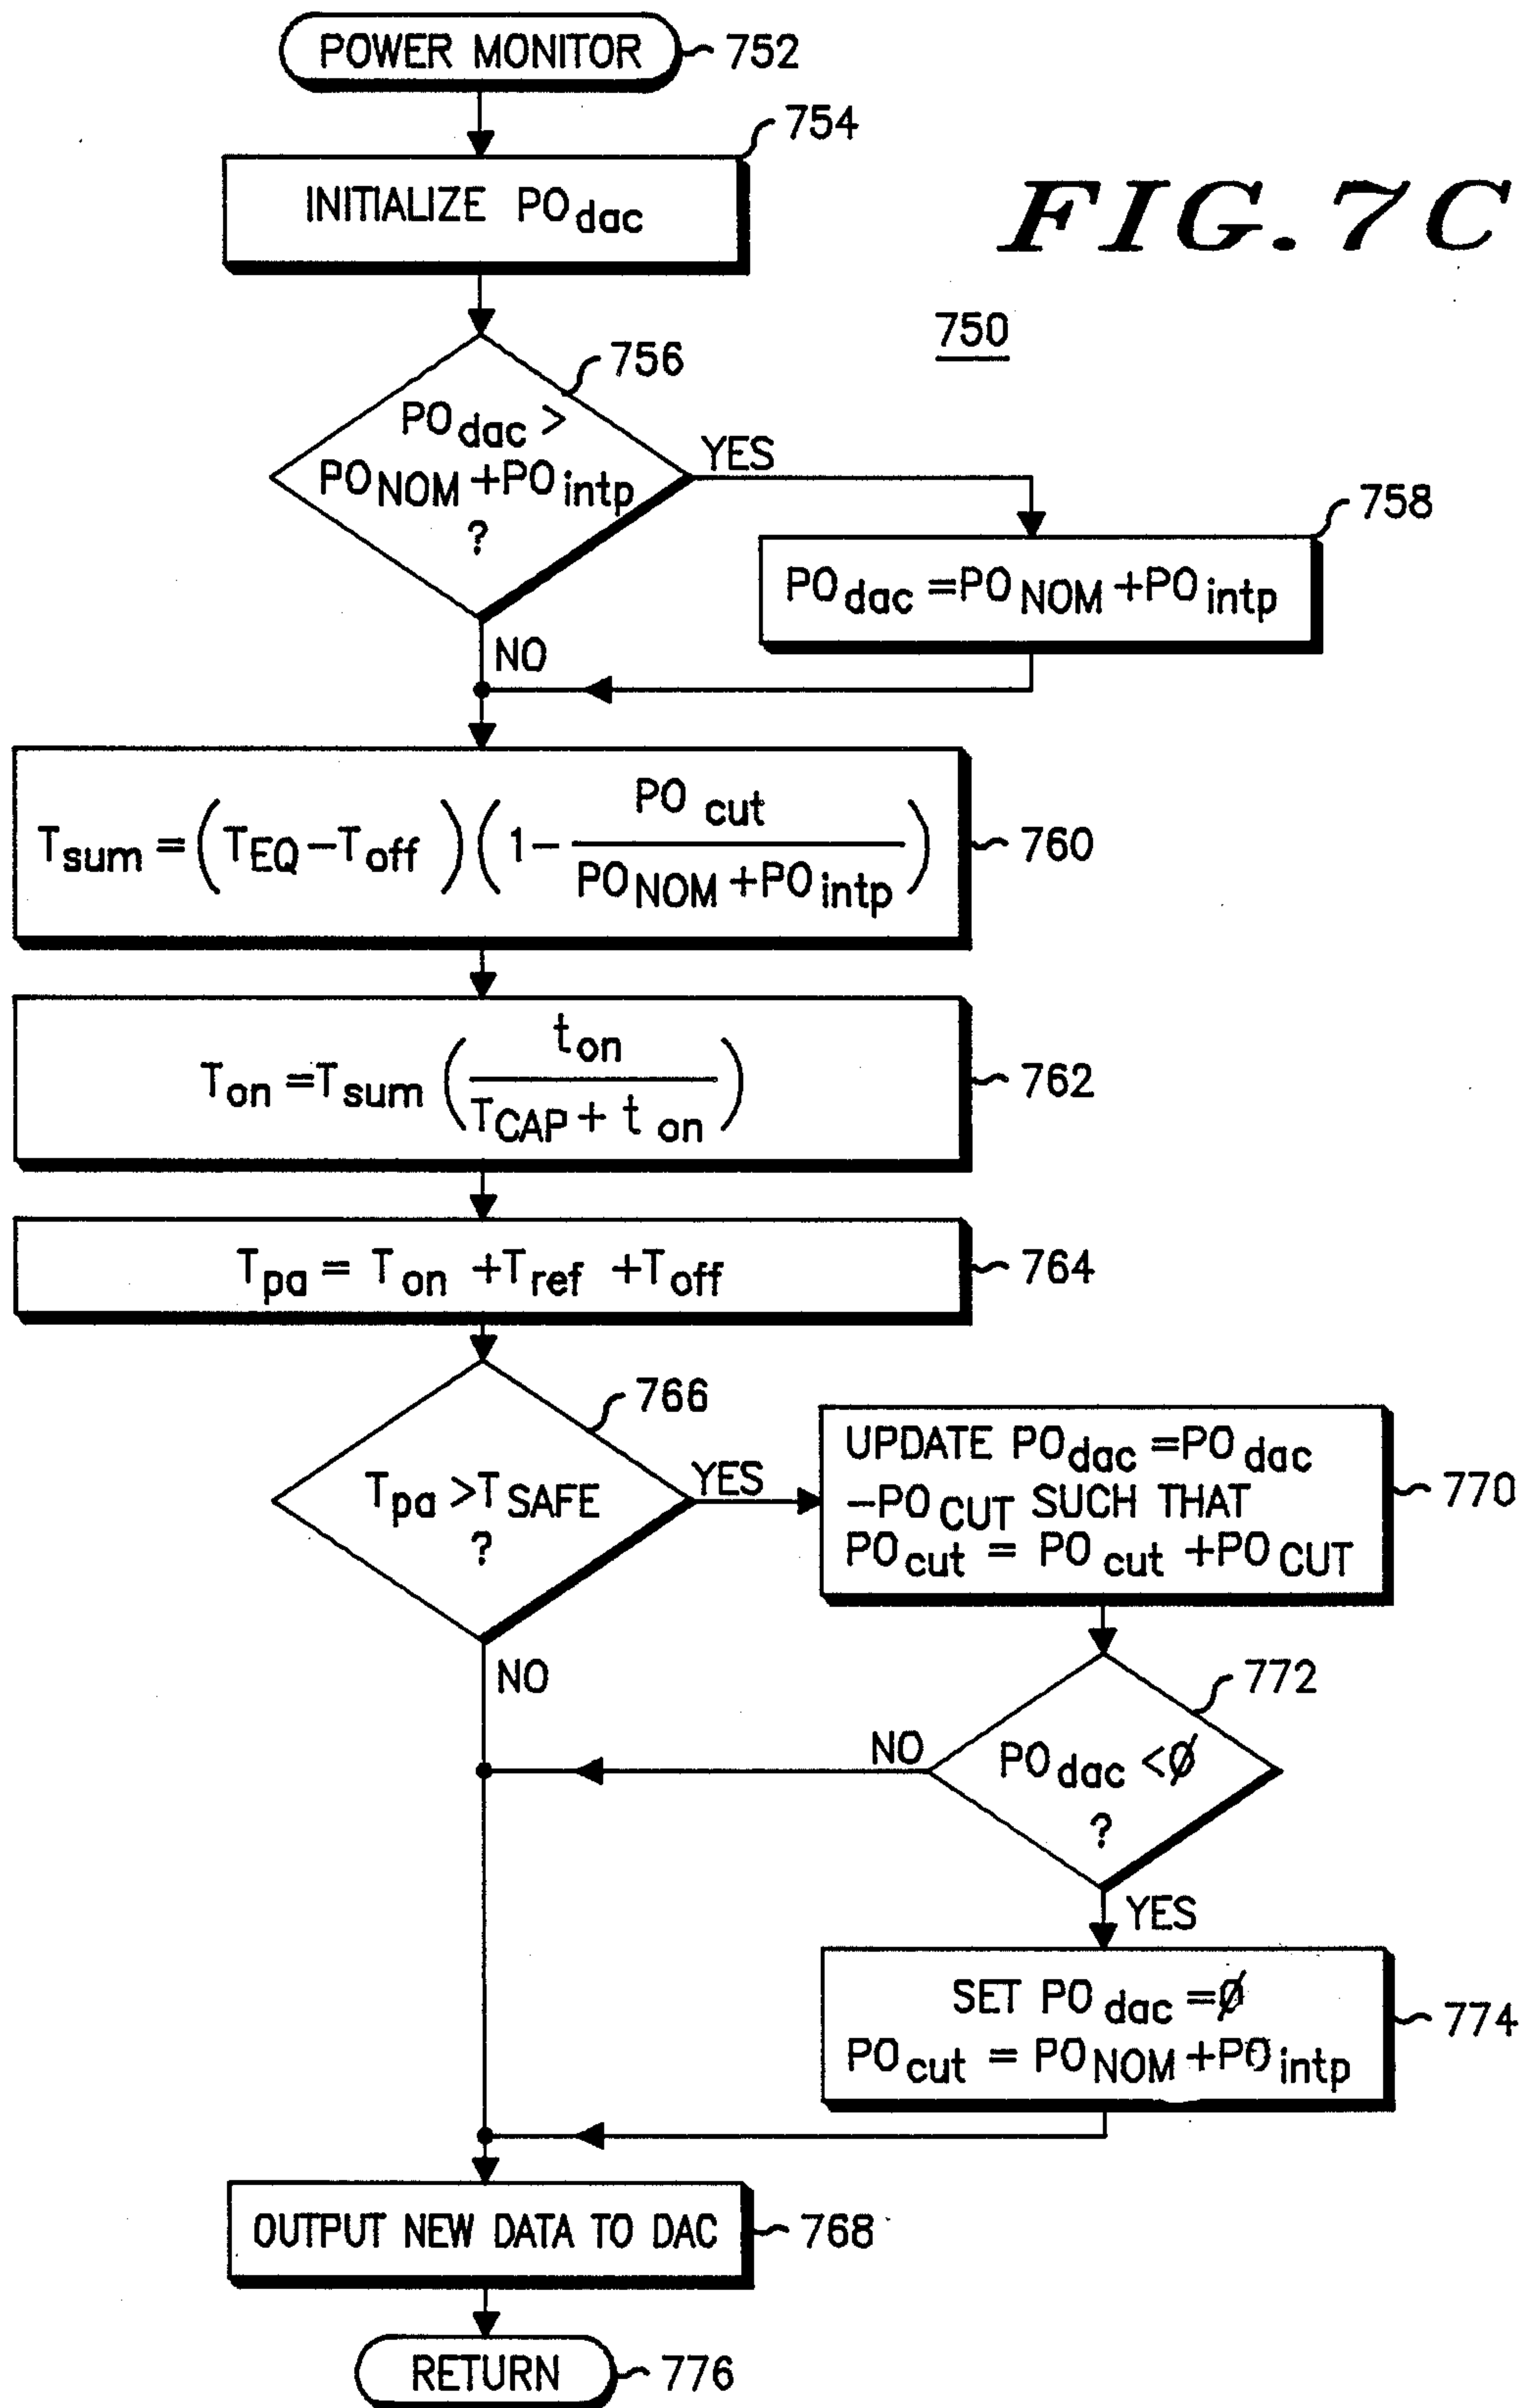 POWER MONITOR
752
754
INITIALIZE PO dac
FIG. 7C
750
756
PO dac >
PO NOM + PO intp
?
YES
758
PO dac = PO NOM + PO intp
NO
T sum = ( T EQ - T off ) ( 1 - PO cut / PO NOM + PO intp )
760
T on = T sum ( t on / T CAP + t on )
762
T pa = T on + T ref + T off
764
766
T pa > T SAFE
?
YES
UPDATE PO dac = PO dac
- PO CUT SUCH THAT
PO cut = PO cut + PO CUT
770
NO
772
NO
PO dac < Ø
?
YES
SET PO dac = Ø
PO cut = PO NOM + PO intp
774
OUTPUT NEW DATA TO DAC
768
RETURN
776